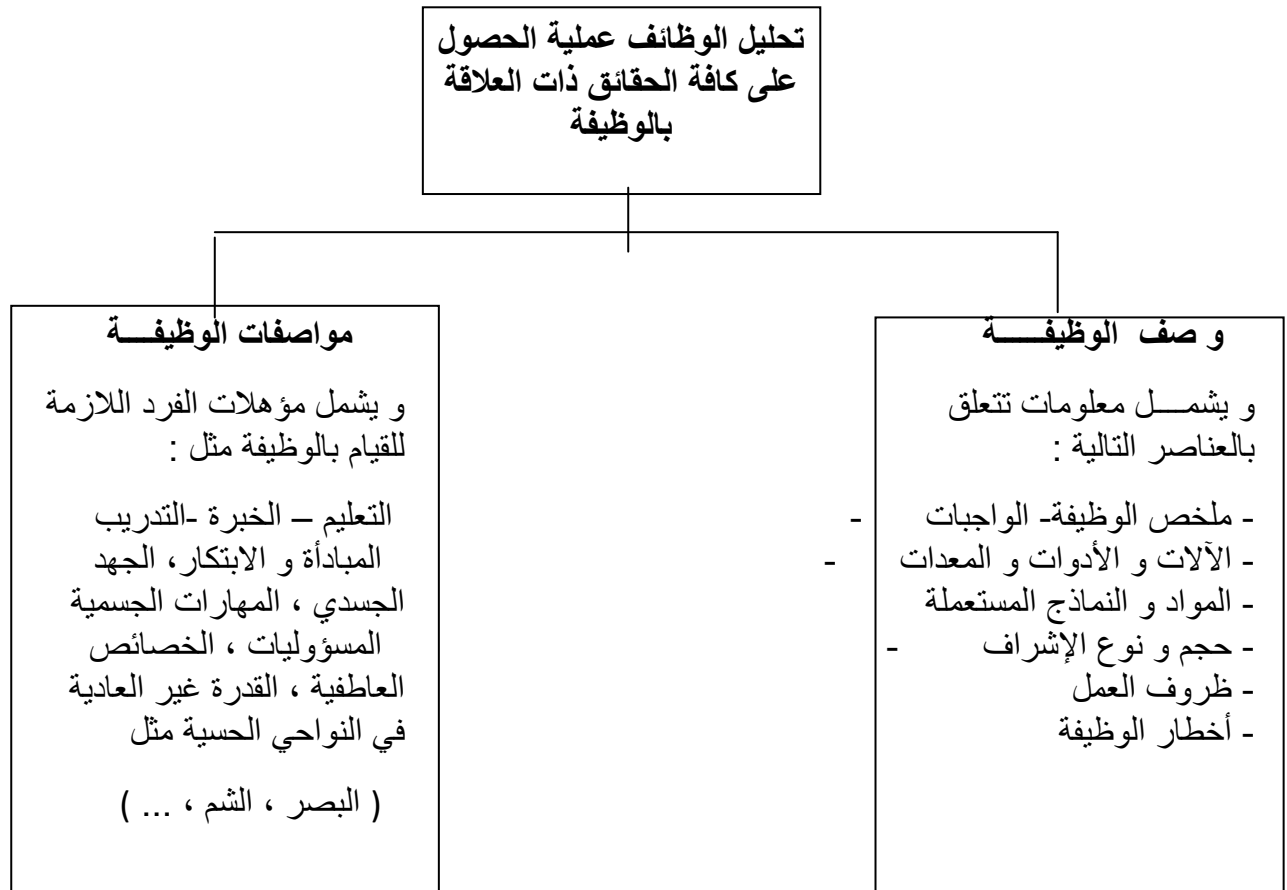 تحليل الوظائف عملية الحصول
على كافة الحقائق ذات العلاقة
بالوظيفة
و صف الوظيفـــــة
و يشمـــل معلومات تتعلق
بالعناصر التالية :
- ملخص الوظيفة- الواجبات -
- الآلات و الأدوات و المعدات -
- المواد و النماذج المستعملة
- حجم و نوع الإشراف -
- ظروف العمل
- أخطار الوظيفة
مواصفات الوظيفــــة
و يشمل مؤهلات الفرد اللازمة
للقيام بالوظيفة مثل :
التعليم – الخبرة -التدريب
المبادأة و الابتكار، الجهد
الجسدي ، المهارات الجسمية
المسؤوليات ، الخصائص
العاطفية ، القدرة غير العادية
في النواحي الحسية مثل
( البصر ، الشم ، ... )